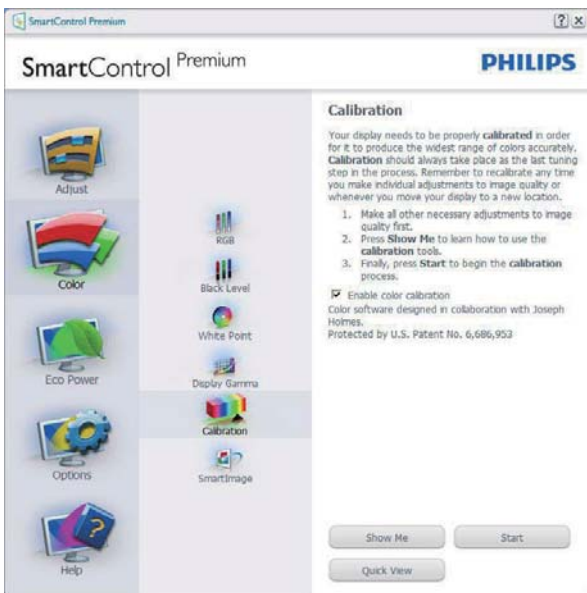 SmartControl Premium
SmartControl Premium
PHILIPS
Adjust
Color
Eco Power
Options
Help
RGB
Black Level
White Point
Display Gamma
Calibration
SmartImage
Calibration
Your display needs to be properly calibrated in order
for it to produce the widest range of colors accurately.
Calibration should always take place as the last tuning
step in the process. Remember to recalibrate any time
you make individual adjustments to image quality or
whenever you move your display to a new location.
1. Make all other necessary adjustments to image
quality first.
2. Press Show Me to learn how to use the
calibration tools.
3. Finally, press Start to begin the calibration
process.
Enable color calibration
Color software designed in collaboration with Joseph
Holmes.
Protected by U.S. Patent No. 6,686,953
Show Me
Start
Quick View